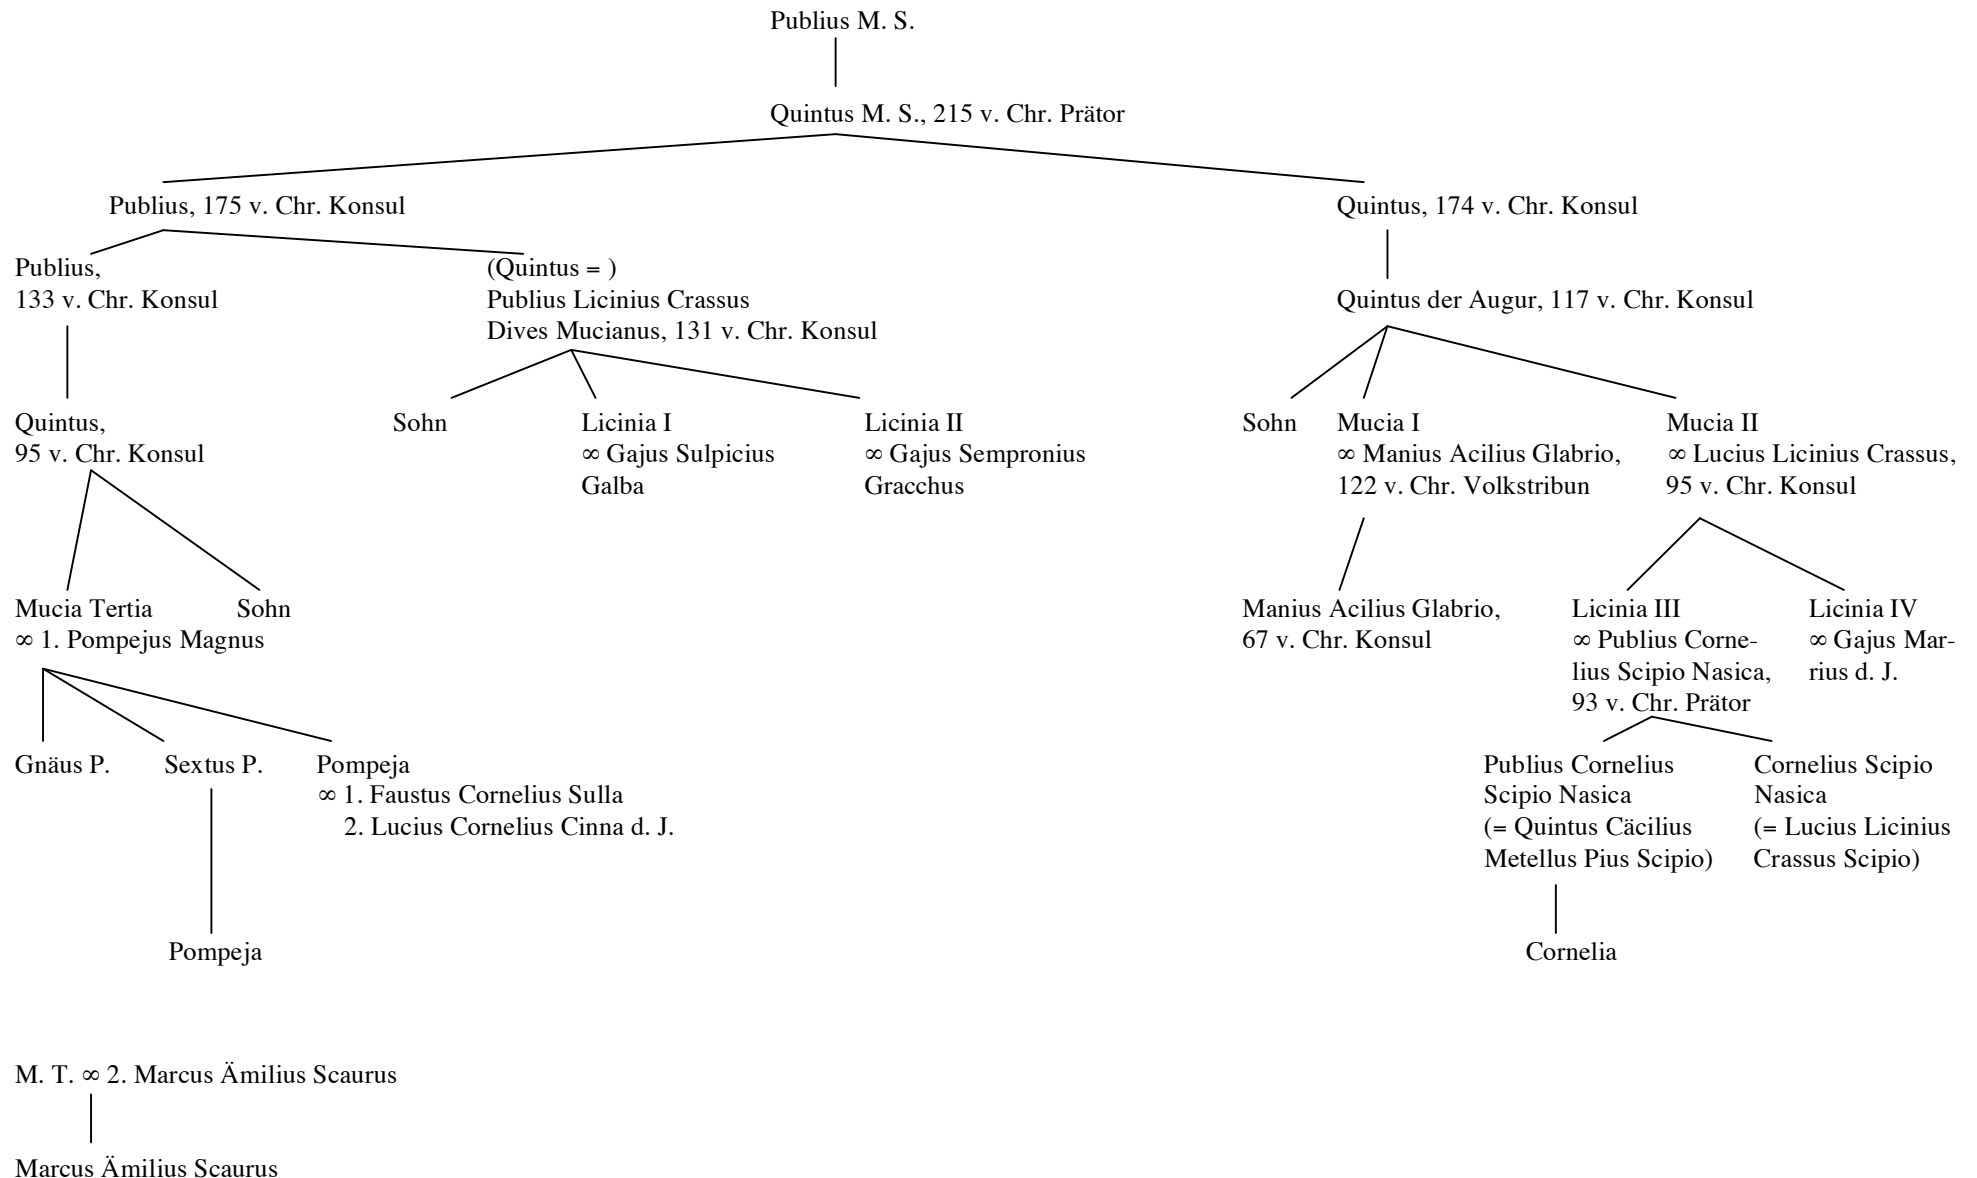 Publius M. S.
Quintus M. S., 215 v. Chr. Prätor
Publius, 175 v. Chr. Konsul
Quintus, 174 v. Chr. Konsul
Publius,
133 v. Chr. Konsul
(Quintus = )
Publius Licinius Crassus
Dives Mucianus, 131 v. Chr. Konsul
Quintus der Augur, 117 v. Chr. Konsul
Quintus,
95 v. Chr. Konsul
Sohn
Licinia I
∞ Gajus Sulpicius
Galba
Licinia II
∞ Gajus Sempronius
Gracchus
Sohn
Mucia I
∞ Manius Acilius Glabrio,
122 v. Chr. Volkstribun
Mucia II
∞ Lucius Licinius Crassus,
95 v. Chr. Konsul
Mucia Tertia
∞ 1. Pompejus Magnus
Sohn
Manius Acilius Glabrio,
67 v. Chr. Konsul
Licinia III
∞ Publius Corne-
lius Scipio Nasica,
93 v. Chr. Prätor
Licinia IV
∞ Gajus Mar-
rius d. J.
Gnäus P.
Sextus P.
Pompeja
∞ 1. Faustus Cornelius Sulla
2. Lucius Cornelius Cinna d. J.
Publius Cornelius
Scipio Nasica
(= Quintus Cäcilius
Metellus Pius Scipio)
Cornelius Scipio
Nasica
(= Lucius Licinius
Crassus Scipio)
Pompeja
Cornelia
M. T. ∞ 2. Marcus Ämilius Scaurus
Marcus Ämilius Scaurus